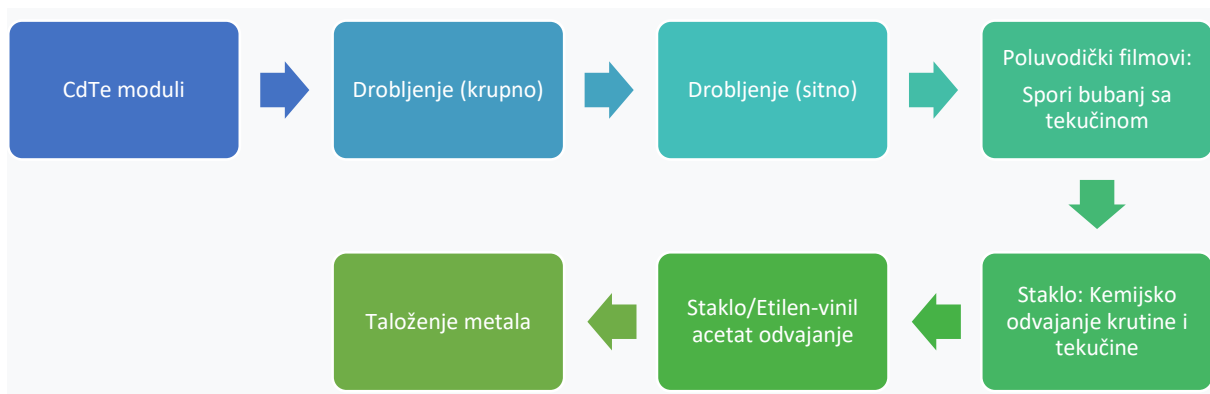 CdTe moduli
Drobljenje (krupno)
Drobljenje (sitno)
Poluvodički filmovi:
Spori bubanj sa
tekučinom
Staklo: Kemijsko
odvajanje krutine i
tekučine
Staklo/Etilen-vinil
acetat odvajanje
Taloženje metala